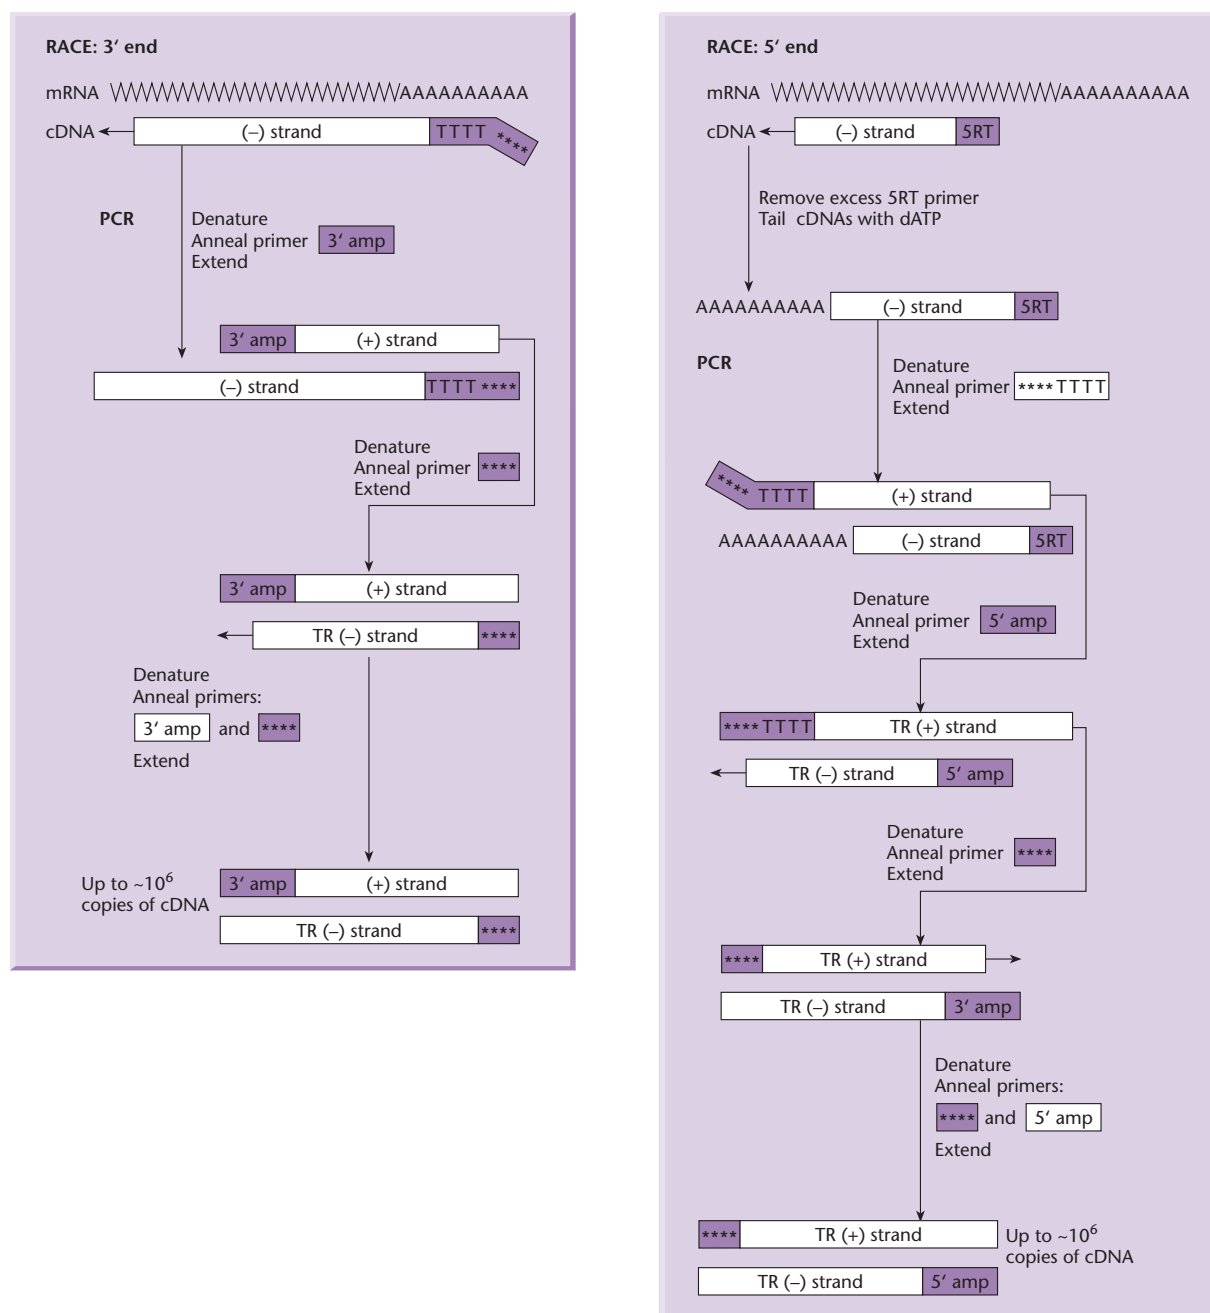 RACE: 3′ end
mRNA AAAAAAAAAA
cDNA (–) strand TTTT ****
PCR
Denature
Anneal primer 3′ amp
Extend
3′ amp (+) strand
(–) strand TTTT ****
Denature
Anneal primer ****
Extend
3′ amp (+) strand
TR (–) strand ****
Denature
Anneal primers:
3′ amp and ****
Extend
Up to ~10⁶
copies of cDNA
3′ amp (+) strand
TR (–) strand ****
RACE: 5′ end
mRNA AAAAAAAAAA
cDNA (–) strand 5RT
Remove excess 5RT primer
Tail cDNAs with dATP
AAAAAAAAAA (–) strand 5RT
PCR
Denature
Anneal primer ****TTTT
Extend
**** TTTT (+) strand
AAAAAAAAAA (–) strand 5RT
Denature
Anneal primer 5′ amp
Extend
****TTTT TR (+) strand
TR (–) strand 5′ amp
Denature
Anneal primer ****
Extend
**** TR (+) strand
TR (–) strand 3′ amp
Denature
Anneal primers:
**** and 5′ amp
Extend
**** TR (+) strand
TR (–) strand 5′ amp
Up to ~10⁶
copies of cDNA